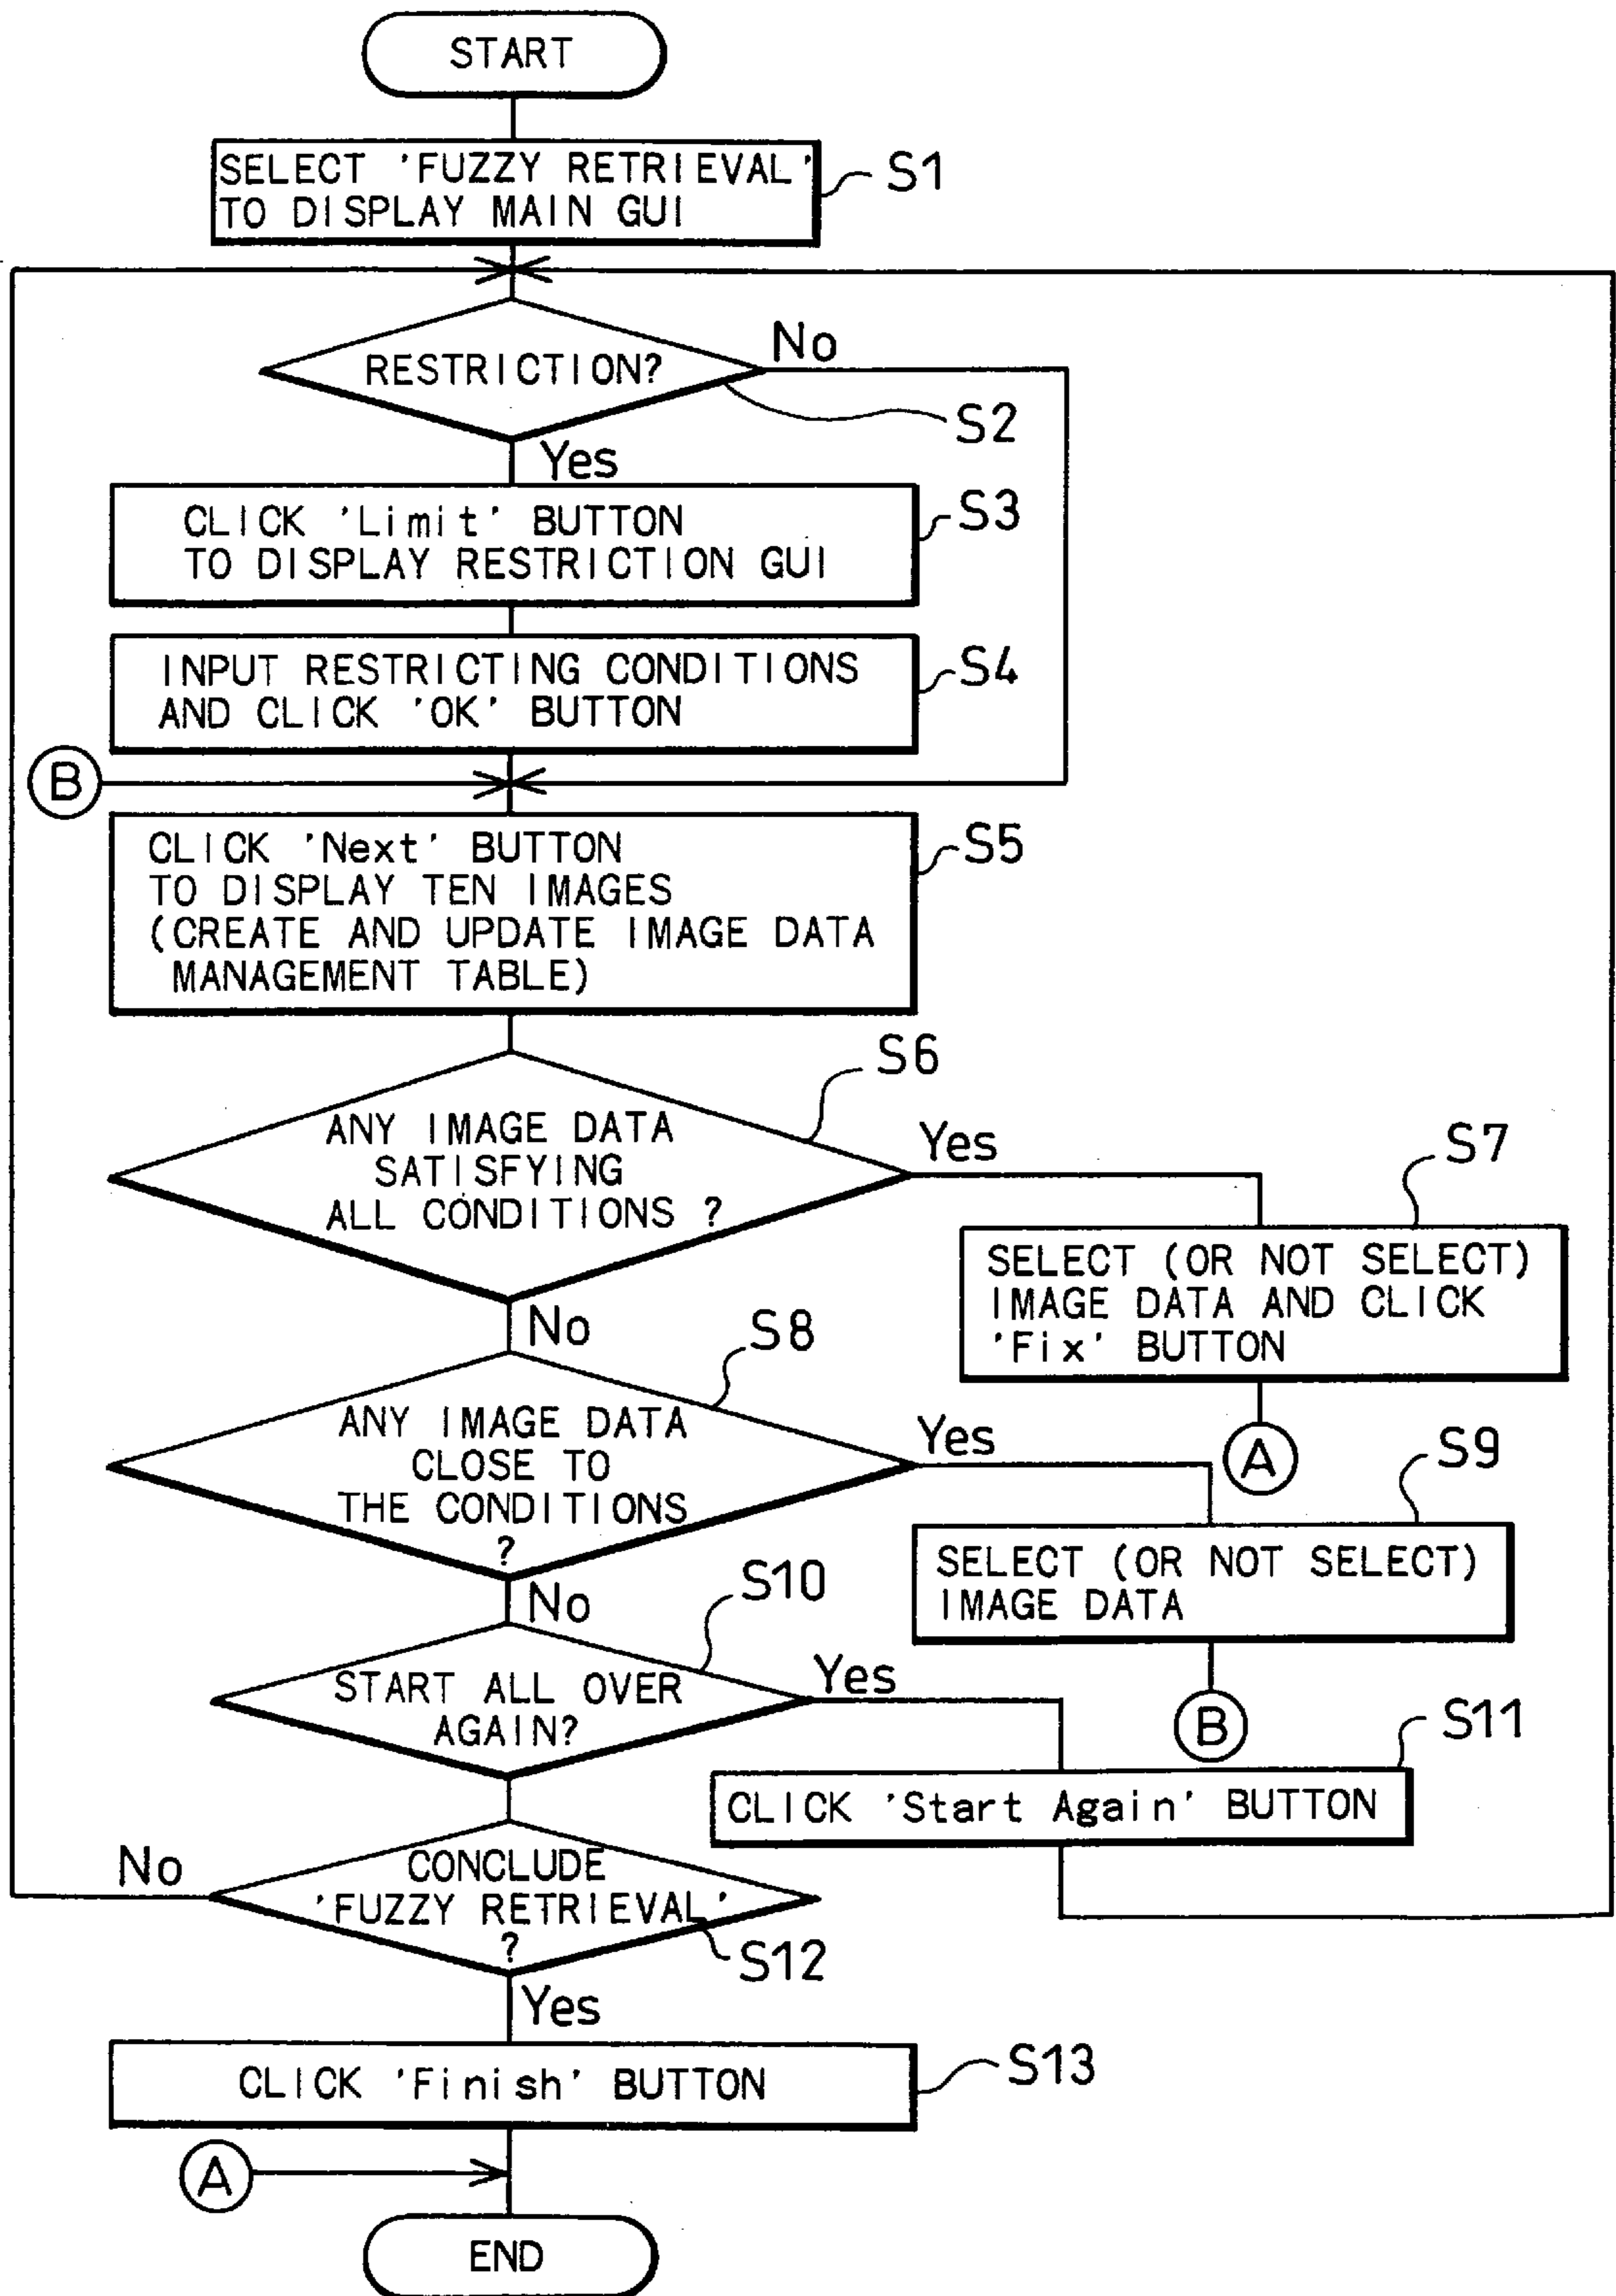 START
SELECT 'FUZZY RETRIEVAL'
TO DISPLAY MAIN GUI
S1
RESTRICTION?
No
S2
Yes
CLICK 'Limit' BUTTON
TO DISPLAY RESTRICTION GUI
S3
INPUT RESTRICTING CONDITIONS
AND CLICK 'OK' BUTTON
S4
B
CLICK 'Next' BUTTON
TO DISPLAY TEN IMAGES
(CREATE AND UPDATE IMAGE DATA
MANAGEMENT TABLE)
S5
S6
ANY IMAGE DATA
SATISFYING
ALL CONDITIONS ?
Yes
S7
SELECT (OR NOT SELECT)
IMAGE DATA AND CLICK
'Fix' BUTTON
A
No
S8
ANY IMAGE DATA
CLOSE TO
THE CONDITIONS
?
Yes
S9
SELECT (OR NOT SELECT)
IMAGE DATA
B
No
S10
START ALL OVER
AGAIN?
Yes
S11
CLICK 'Start Again' BUTTON
No
CONCLUDE
'FUZZY RETRIEVAL'
?
S12
Yes
CLICK 'Finish' BUTTON
S13
A
END